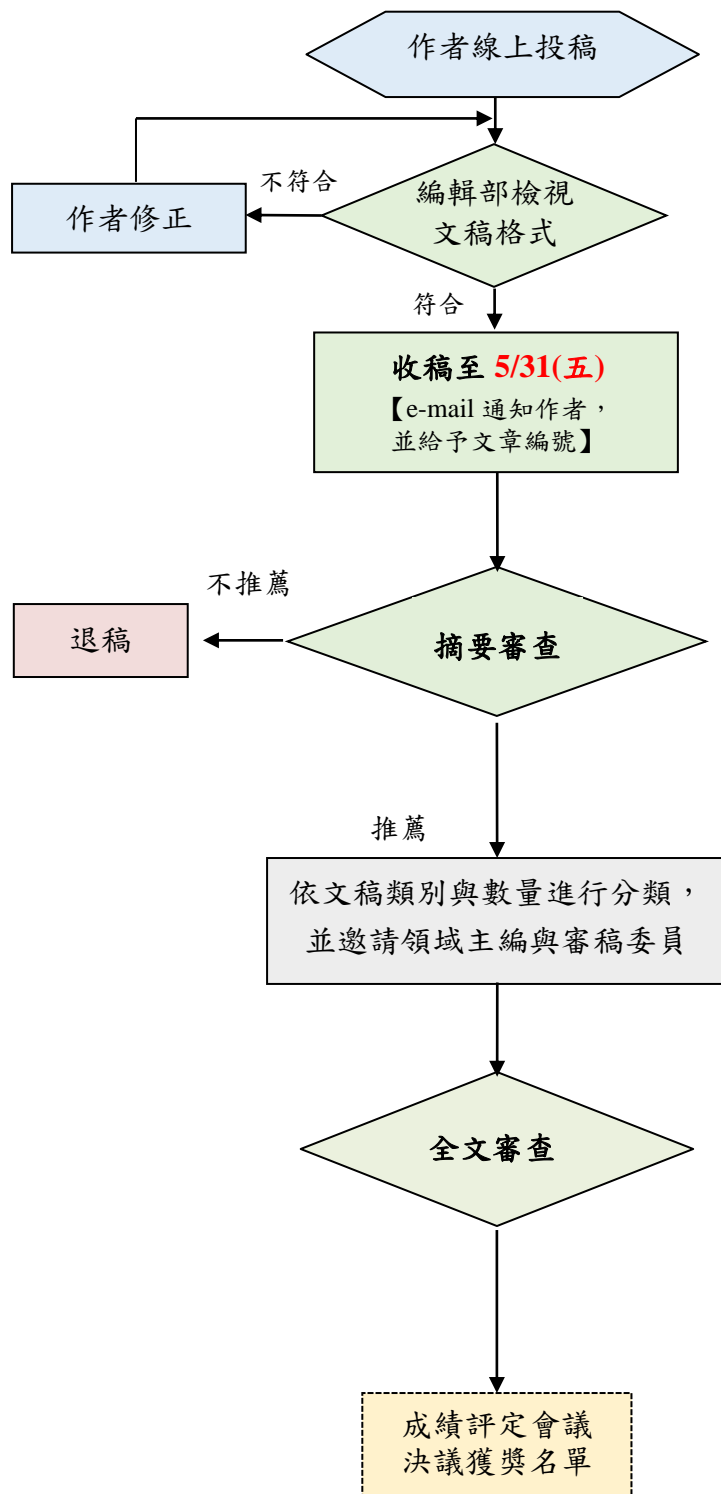 作者線上投稿
不符合
編輯部檢視
文稿格式
作者修正
符合
收稿至 5/31(五)
【e-mail 通知作者，
並給予文章編號】
不推薦
退稿
摘要審查
推薦
依文稿類別與數量進行分類，
並邀請領域主編與審稿委員
全文審查
成績評定會議
決議獲獎名單